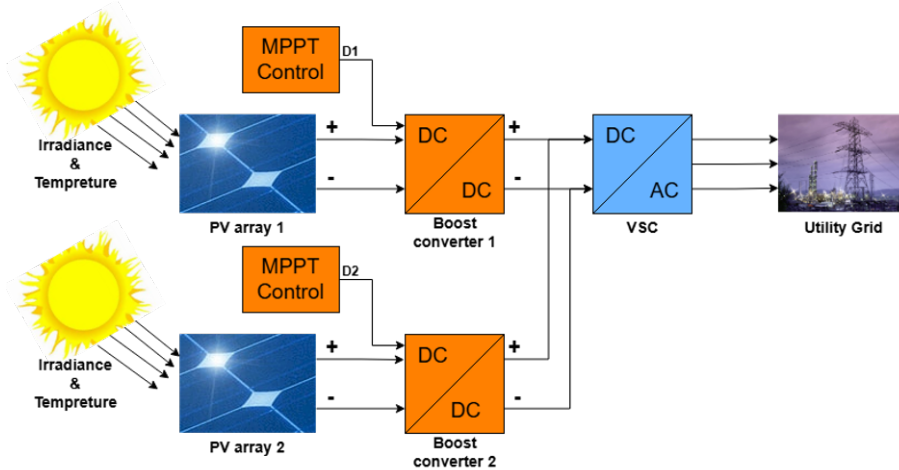 MPPT
Control
D1
Irradiance
&
Tempreture
+
-
PV array 1
DC
DC
Boost
converter 1
+
-
DC
AC
VSC
Utility Grid
MPPT
Control
D2
Irradiance
&
Tempreture
+
-
PV array 2
DC
DC
Boost
converter 2
+
-